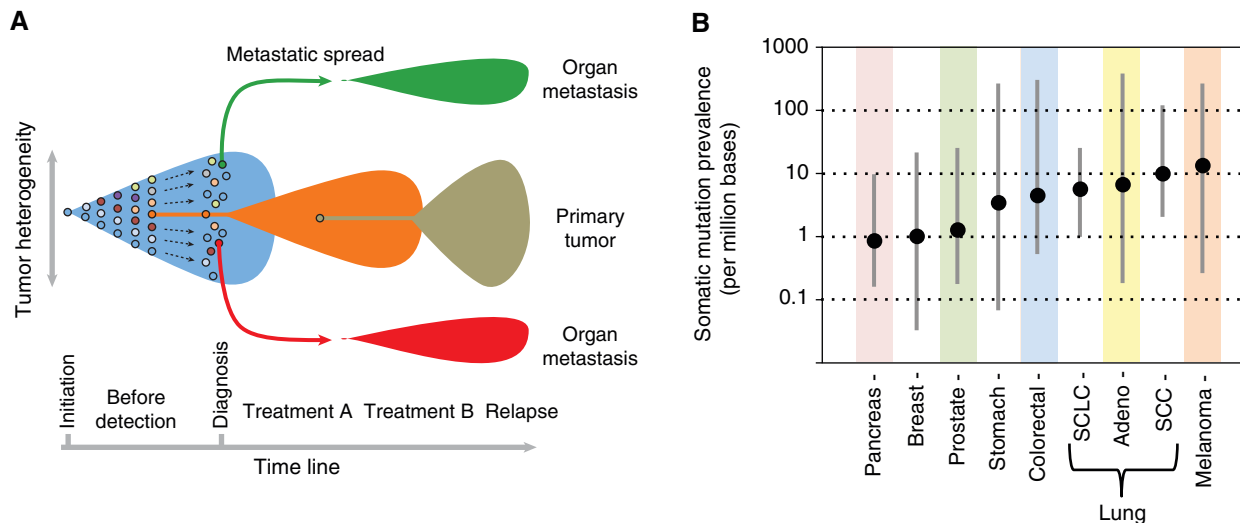 A
Metastatic spread
Organ
metastasis
Tumor heterogeneity
Primary
tumor
Organ
metastasis
Initiation
Before
detection
Diagnosis
Treatment A
Treatment B
Relapse
Time line
B
Somatic mutation prevalence
(per million bases)
1000
100
10
1
0.1
Pancreas -
Breast -
Prostate -
Stomach -
Colorectal -
SCLC -
Adeno -
SCC -
Melanoma -
Lung